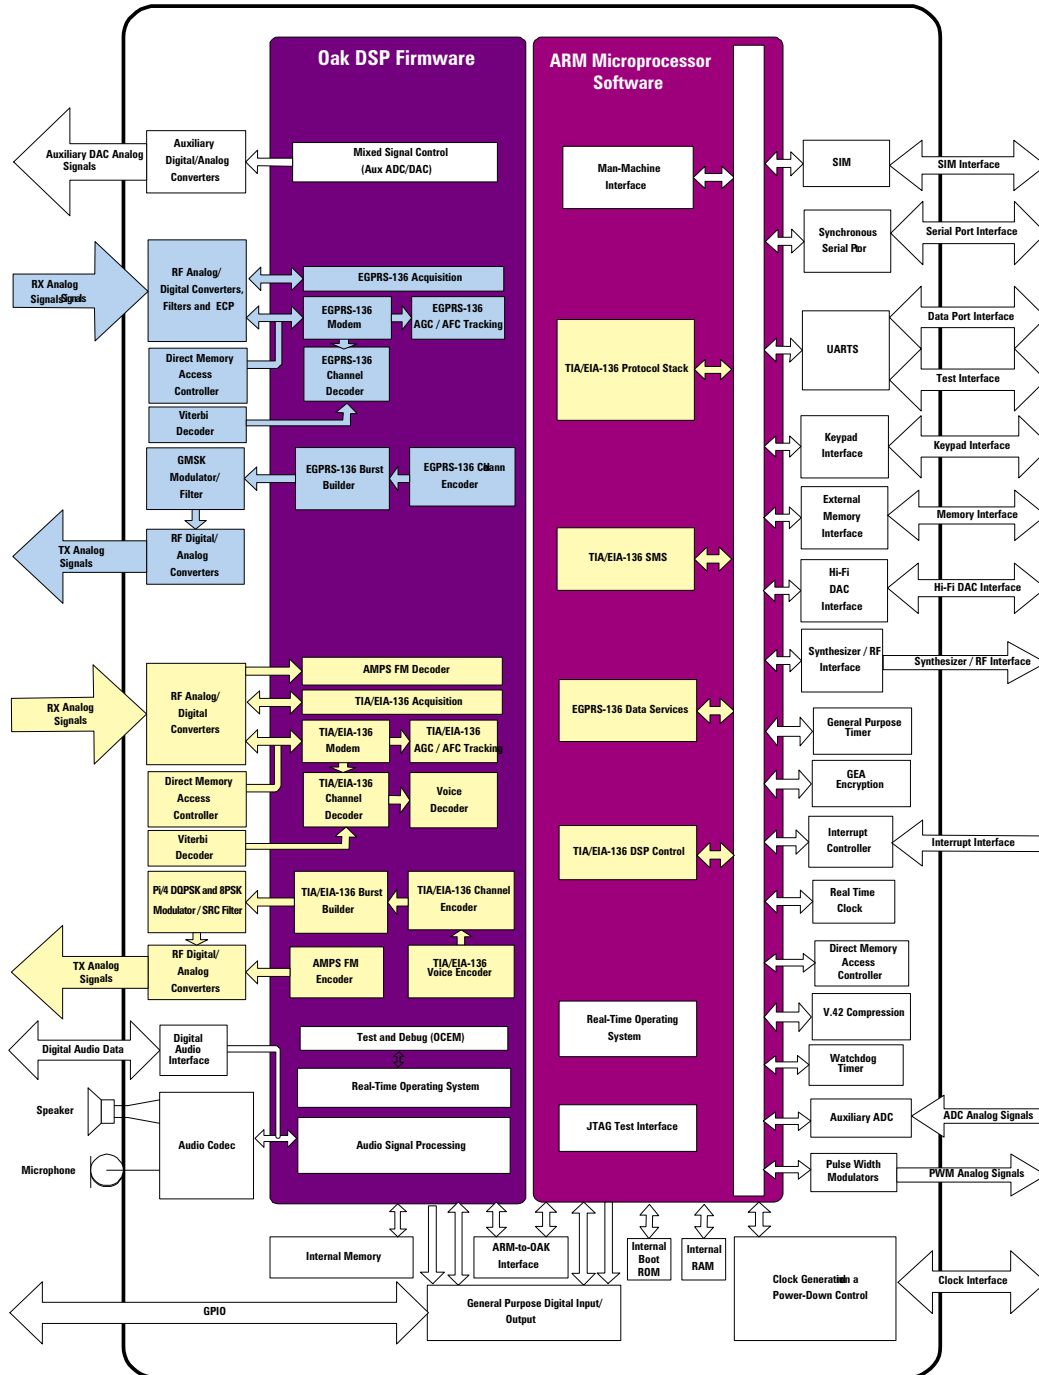 Oak DSP Firmware
ARM Microprocessor
Software
Auxiliary DAC Analog
Signals
Auxiliary
Digital/Analog
Converters
Mixed Signal Control
(Aux ADC/DAC)
Man-Machine
Interface
SIM
SIM Interface
Synchronous
Serial Port
Serial Port Interface
RX Analog
Signals
RF Analog/
Digital Converters,
Filters and ECP
EGPRS-136 Acquisition
EGPRS-136
Modem
EGPRS-136
AGC / AFC Tracking
Direct Memory
Access
Controller
EGPRS-136
Channel
Decoder
Viterbi
Decoder
TIA/EIA-136 Protocol Stack
UARTS
Data Port Interface
Test Interface
GMSK
Modulator/
Filter
EGPRS-136 Burst
Builder
EGPRS-136 Chann
Encoder
Keypad
Interface
Keypad Interface
External
Memory
Interface
Memory Interface
TX Analog
Signals
RF Digital/
Analog
Converters
TIA/EIA-136 SMS
Hi-Fi
DAC
Interface
Hi-Fi DAC Interface
Synthesizer / RF
Interface
Synthesizer / RF Interface
RX Analog
Signals
RF Analog/
Digital
Converters
AMPS FM Decoder
TIA/EIA-136 Acquisition
TIA/EIA-136
Modem
TIA/EIA-136
AGC / AFC Tracking
EGPRS-136 Data Services
General Purpose
Timer
Direct Memory
Access
Controller
TIA/EIA-136
Channel
Decoder
Voice
Decoder
GEA
Encryption
Viterbi
Decoder
TIA/EIA-136 DSP Control
Interrupt
Controller
Interrupt Interface
Pi/4 DQPSK and 8PSK
Modulator / SRC Filter
TIA/EIA-136 Burst
Builder
TIA/EIA-136 Channel
Encoder
Real Time
Clock
TX Analog
Signals
RF Digital/
Analog
Converters
AMPS FM
Encoder
TIA/EIA-136
Voice Encoder
Direct Memory
Access
Controller
Digital Audio Data
Digital
Audio
Interface
Test and Debug (OCEM)
Real-Time Operating
System
V.42 Compression
Real-Time Operating System
Watchdog
Timer
Speaker
Audio Codec
Audio Signal Processing
JTAG Test Interface
Auxiliary ADC
ADC Analog Signals
Microphone
Pulse Width
Modulators
PWM Analog Signals
Internal Memory
ARM-to-OAK
Interface
Internal
Boot
ROM
Internal
RAM
Clock Generation a
Power-Down Control
Clock Interface
GPIO
General Purpose Digital Input/
Output